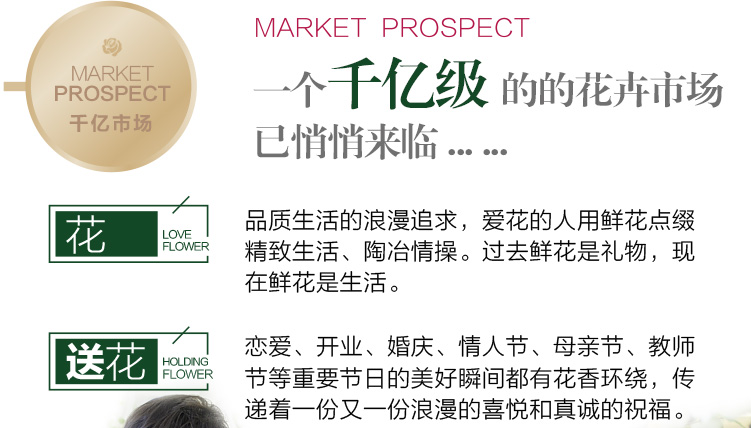 MARKET PROSPECT
MARKET
PROSPECT
千亿市场
一个千亿级 的的花卉市场
已悄悄来临 ... ...
花
LOVE
FLOWER
品质生活的浪漫追求，爱花的人用鲜花点缀
精致生活、陶冶情操。过去鲜花是礼物，现
在鲜花是生活。
送花
HOLDING
FLOWER
恋爱、开业、婚庆、情人节、母亲节、教师
节等重要节日的美好瞬间都有花香环绕，传
递着一份又一份浪漫的喜悦和真诚的祝福。